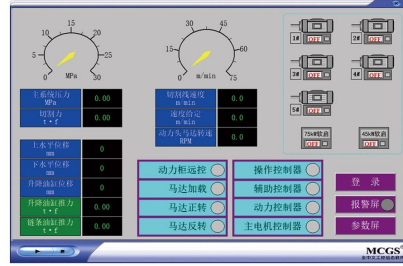 15
10
20
5
25
0
MPa
30
30
45
15
60
0
m/min
75
1#
OFF
2#
OFF
3#
OFF
4#
OFF
5#
OFF
75kW软启
OFF
45kW软启
OFF
主系统压力
MPa
0.00
切割力
t·f
0.00
切割线速度
m/min
0.0
速度给定
m/min
0.0
动力头马达转速
RPM
0.0
上水平位移
mm
0
下水平位移
mm
0
升降油缸位移
mm
0
升降油缸推力
t·f
0.00
链条油缸推力
t·f
0.00
动力柜远控
操作控制器
马达加载
辅助控制器
马达正转
动力控制器
马达反转
主电机控制器
登 录
报警屏
参数屏
MCGS